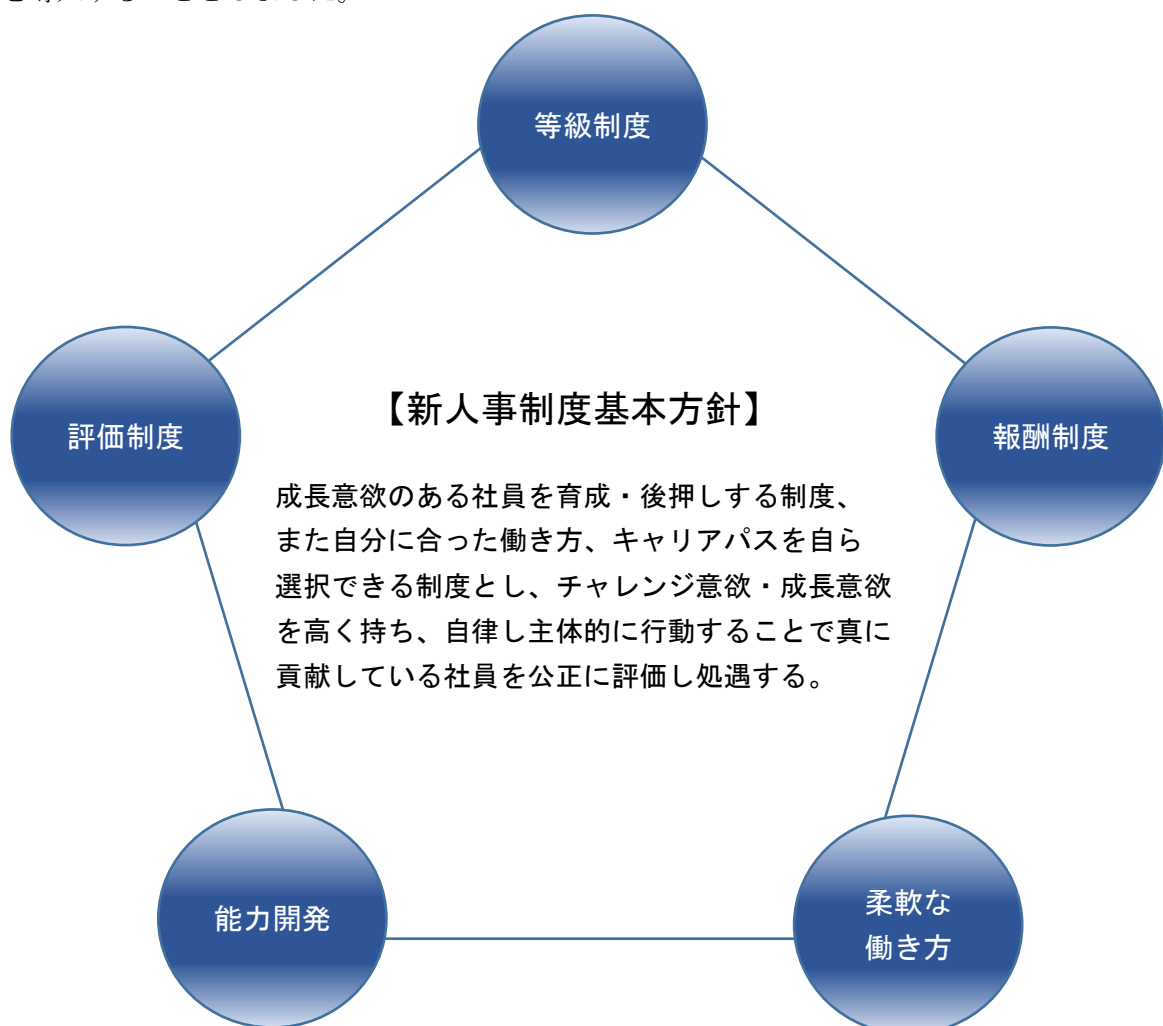 等級制度
評価制度
報酬制度
【新人事制度基本方針】
成長意欲のある社員を育成・後押しする制度、
また自分に合った働き方、キャリアパスを自ら
選択できる制度とし、チャレンジ意欲・成長意欲
を高く持ち、自律し主体的に行動することで真に
貢献している社員を公正に評価し処遇する。
能力開発
柔軟な
働き方